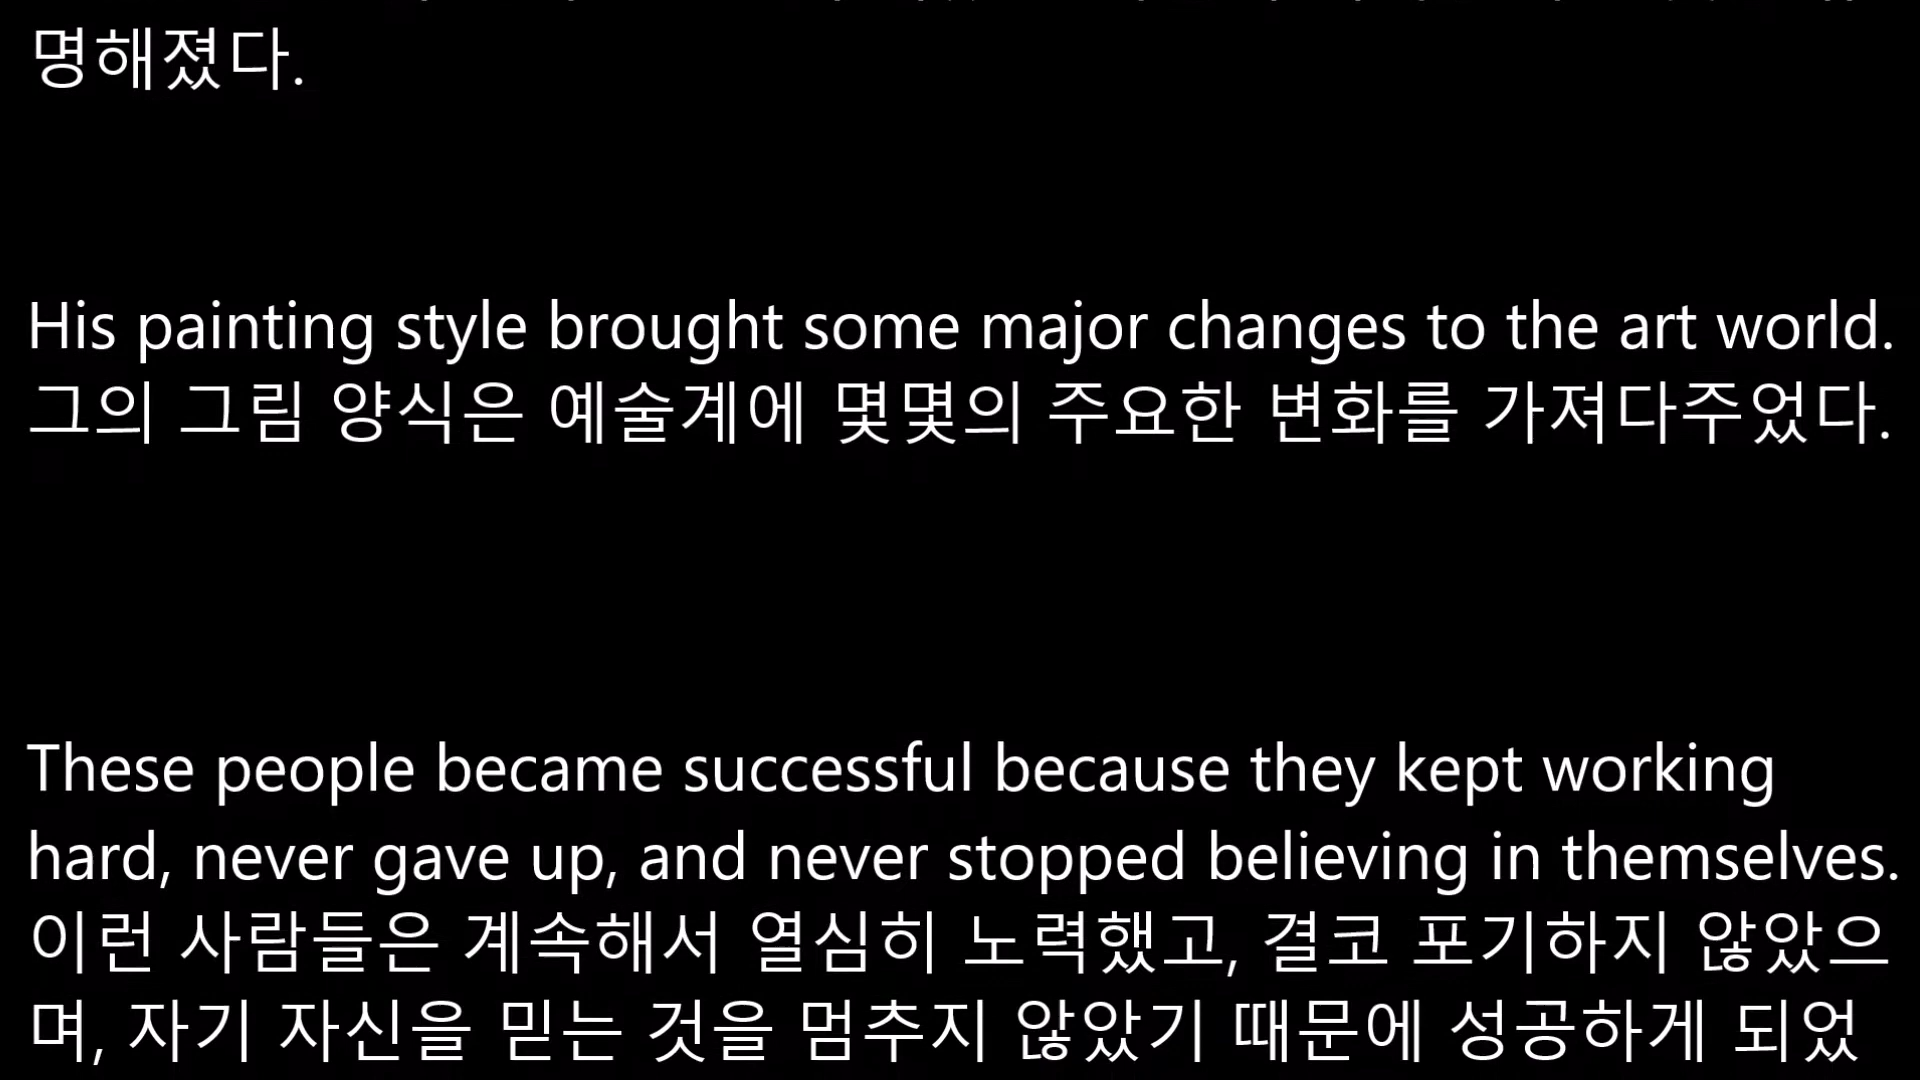 명해졌다.
His painting style brought some major changes to the art world.
그의 그림 양식은 예술계에 몇몇의 주요한 변화를 가져다주었다.
These people became successful because they kept working
hard, never gave up, and never stopped believing in themselves.
이런 사람들은 계속해서 열심히 노력했고, 결코 포기하지 않았으
며, 자기 자신을 믿는 것을 멈추지 않았기 때문에 성공하게 되었